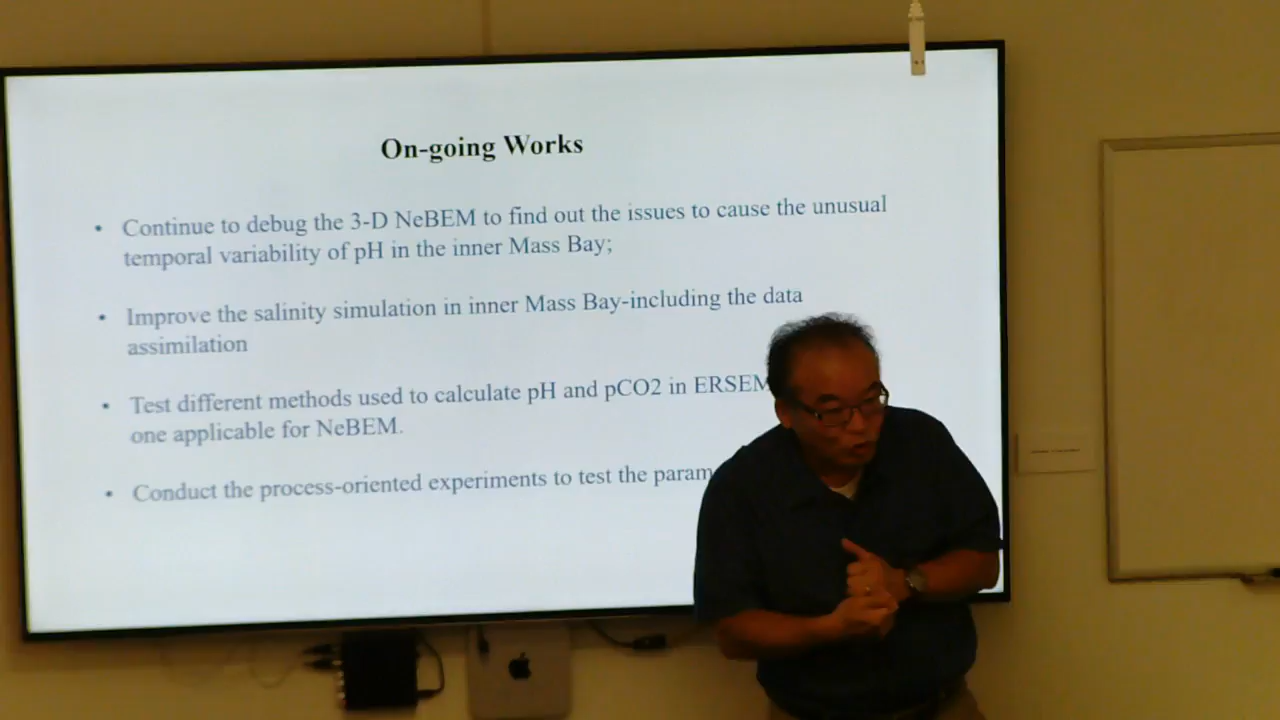 On-going Works
• Continue to debug the 3-D NeBEM to find out the issues to cause the unusual
temporal variability of pH in the inner Mass Bay;
• Improve the salinity simulation in inner Mass Bay-including the data
assimilation
• Test different methods used to calculate pH and pCO2 in ERSEM
one applicable for NeBEM.
• Conduct the process-oriented experiments to test the param